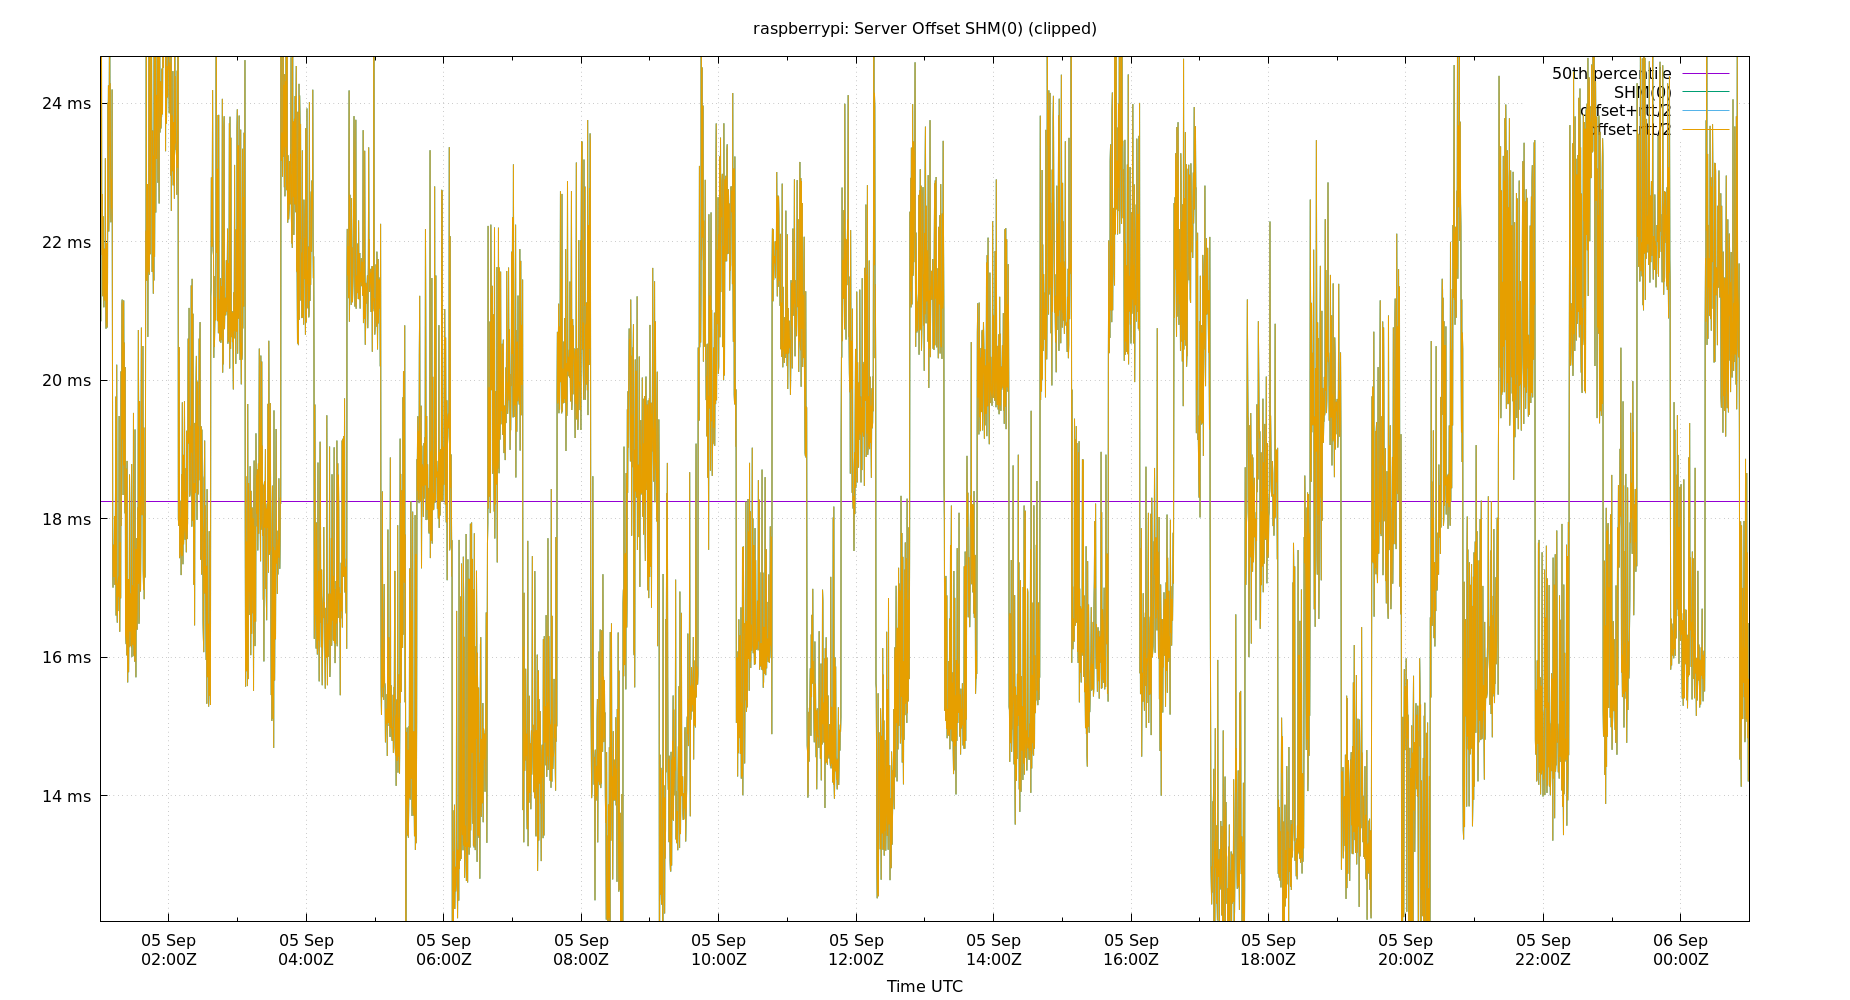 raspberrypi: Server Offset SHM(0) (clipped)
50th percentile
SHM(0)
offset+rtt/2
offset-rtt/2
24 ms
22 ms
20 ms
18 ms
16 ms
14 ms
05 Sep 05 Sep 05 Sep 05 Sep 05 Sep 05 Sep 05 Sep 05 Sep 05 Sep 05 Sep 05 Sep 06 Sep
02:00Z 04:00Z 06:00Z 08:00Z 10:00Z 12:00Z 14:00Z 16:00Z 18:00Z 20:00Z 22:00Z 00:00Z
Time UTC